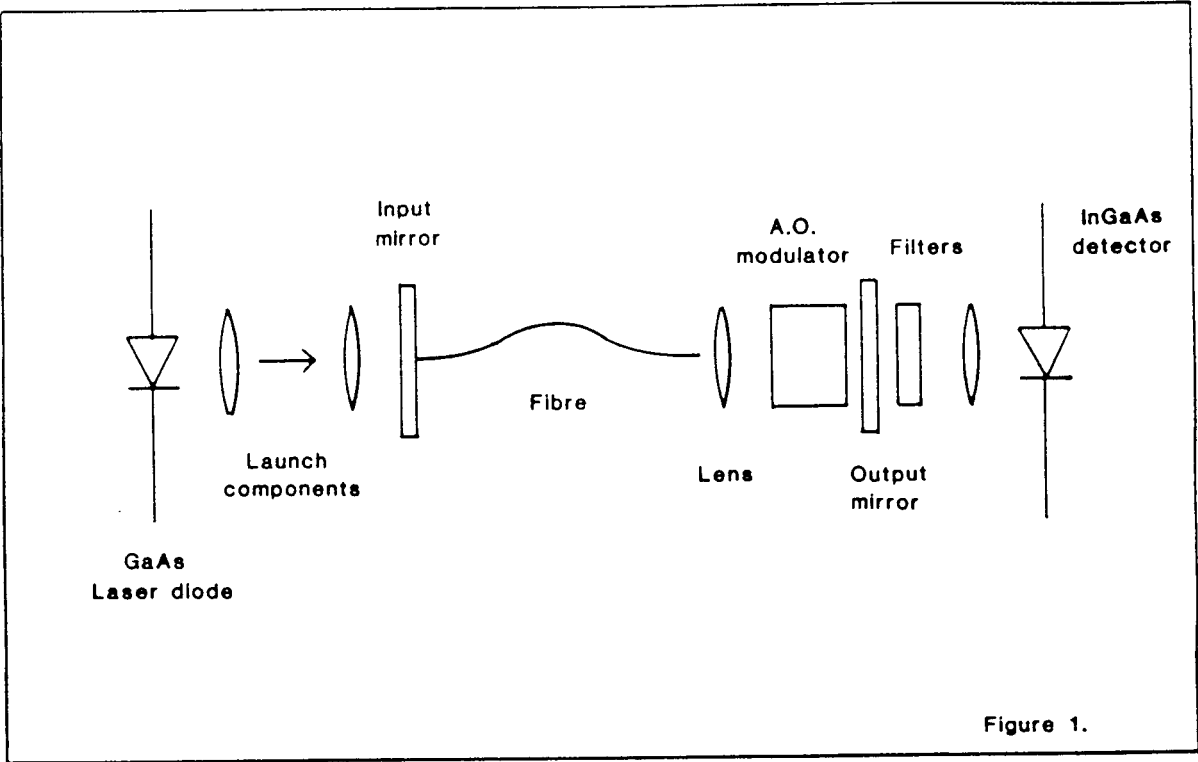 Input
mirror
A.O.
modulator
Filters
InGaAs
detector
Fibre
Launch
components
Lens
Output
mirror
GaAs
Laser diode
Figure 1.